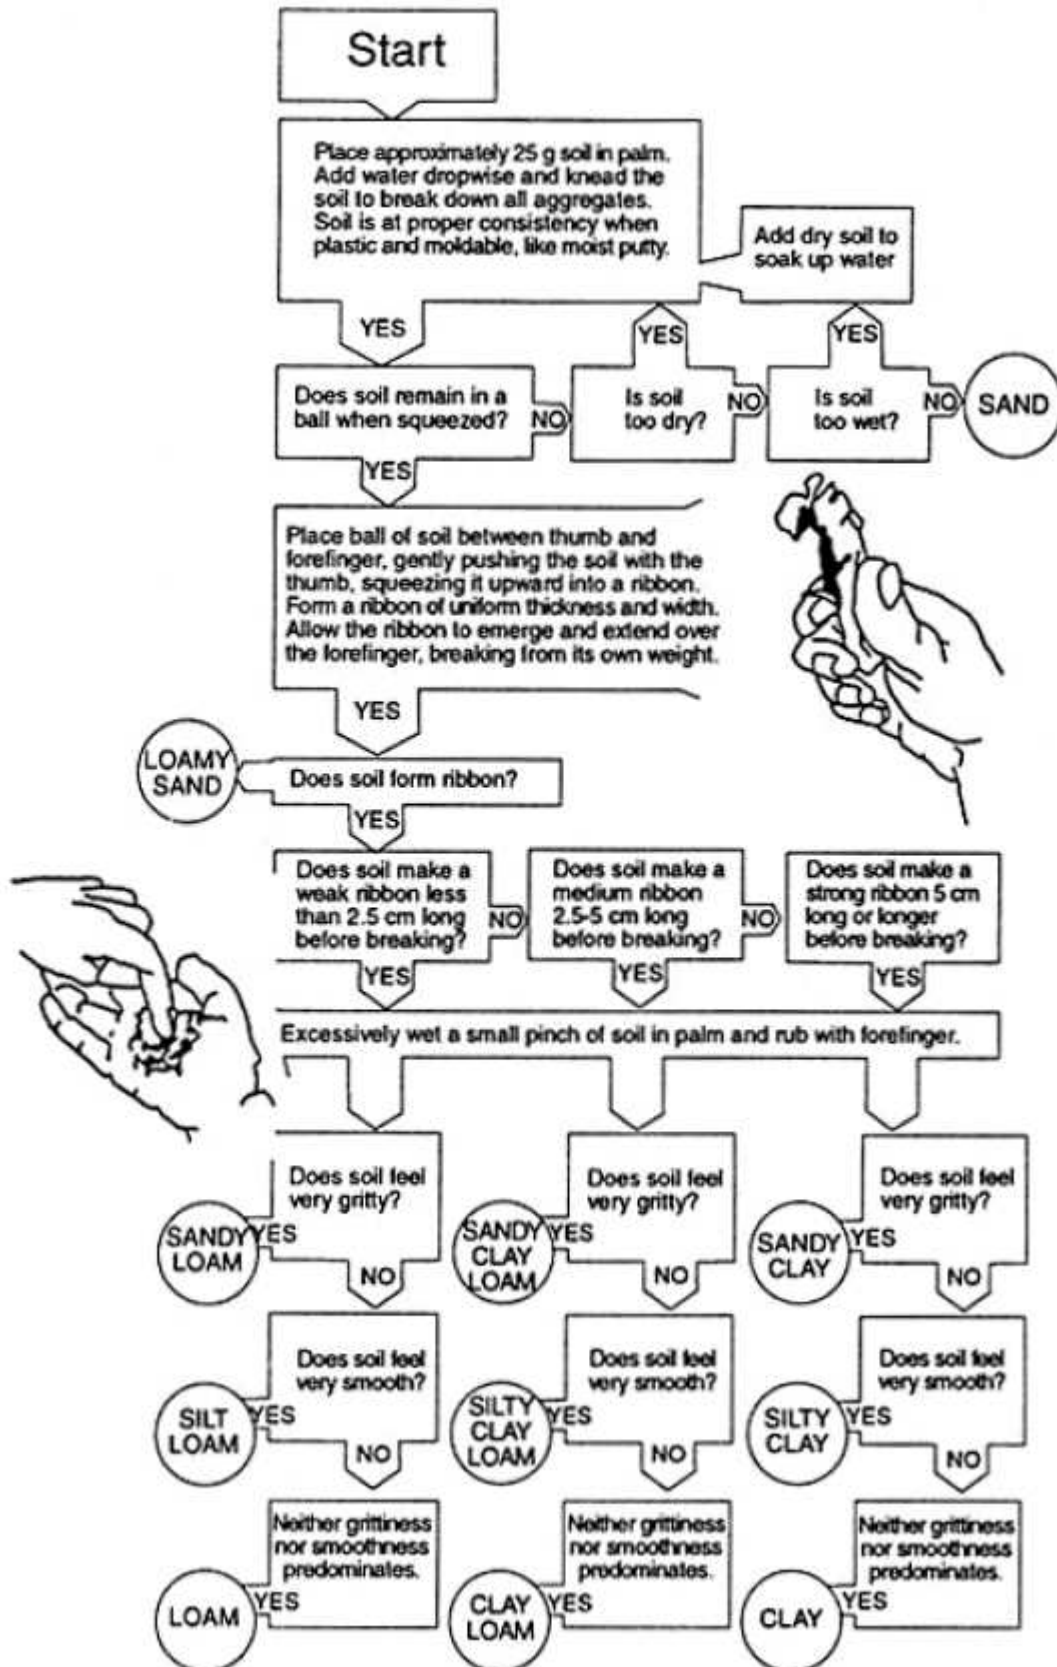 Start
Place approximately 25 g soil in palm.
Add water dropwise and knead the
soil to break down all aggregates.
Soil is at proper consistency when
plastic and moldable, like moist putty.
Add dry soil to
soak up water
YES
YES
YES
Does soil remain in a
ball when squeezed?
NO
Is soil
too dry?
NO
Is soil
too wet?
NO
SAND
YES
Place ball of soil between thumb and
forefinger, gently pushing the soil with the
thumb, squeezing it upward into a ribbon.
Form a ribbon of uniform thickness and width.
Allow the ribbon to emerge and extend over
the forefinger, breaking from its own weight.
YES
LOAMY
SAND
Does soil form ribbon?
YES
Does soil make a
weak ribbon less
than 2.5 cm long
before breaking?
NO
Does soil make a
medium ribbon
2.5-5 cm long
before breaking?
NO
Does soil make a
strong ribbon 5 cm
long or longer
before breaking?
YES
YES
YES
Excessively wet a small pinch of soil in palm and rub with forefinger.
Does soil feel
very gritty?
YES
SANDY
LOAM
NO
Does soil feel
very gritty?
YES
SANDY
CLAY
LOAM
NO
Does soil feel
very gritty?
YES
SANDY
CLAY
NO
Does soil feel
very smooth?
YES
SILT
LOAM
NO
Does soil feel
very smooth?
YES
SILTY
CLAY
LOAM
NO
Does soil feel
very smooth?
YES
SILTY
CLAY
NO
Neither grittiness
nor smoothness
predominates.
YES
LOAM
Neither grittiness
nor smoothness
predominates.
YES
CLAY
LOAM
Neither grittiness
nor smoothness
predominates.
YES
CLAY